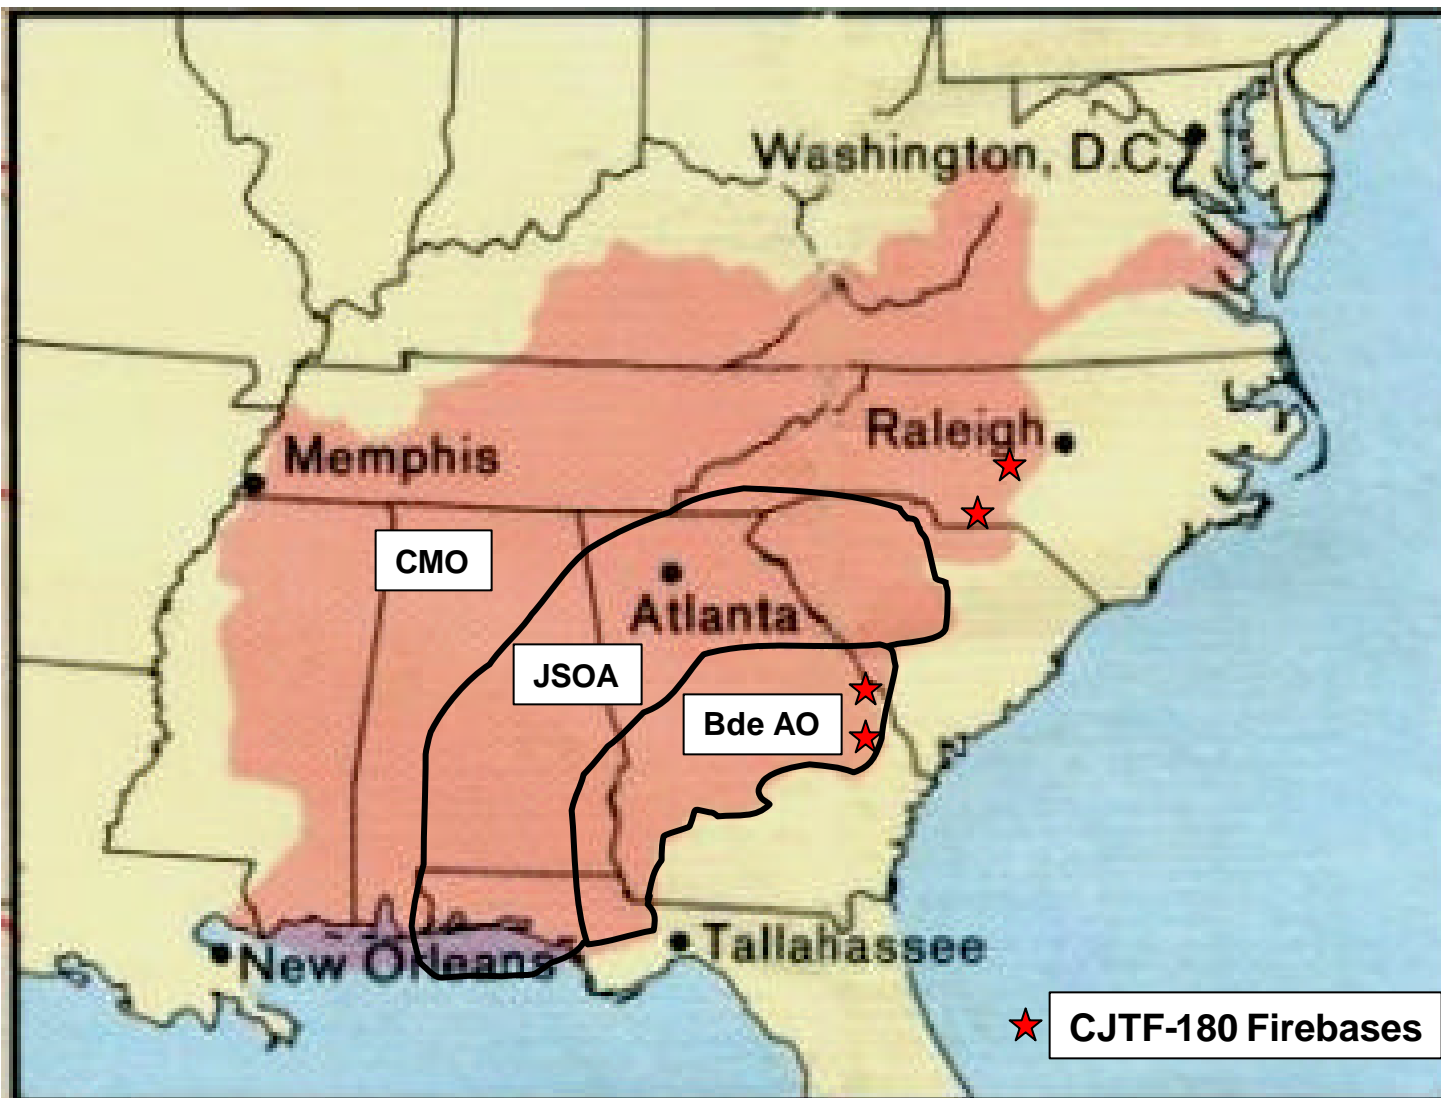 Washington, D.C.
Raleigh
Memphis
CMO
Atlanta
JSOA
Bde AO
New Orleans
Tallahassee
CJTF-180 Firebases